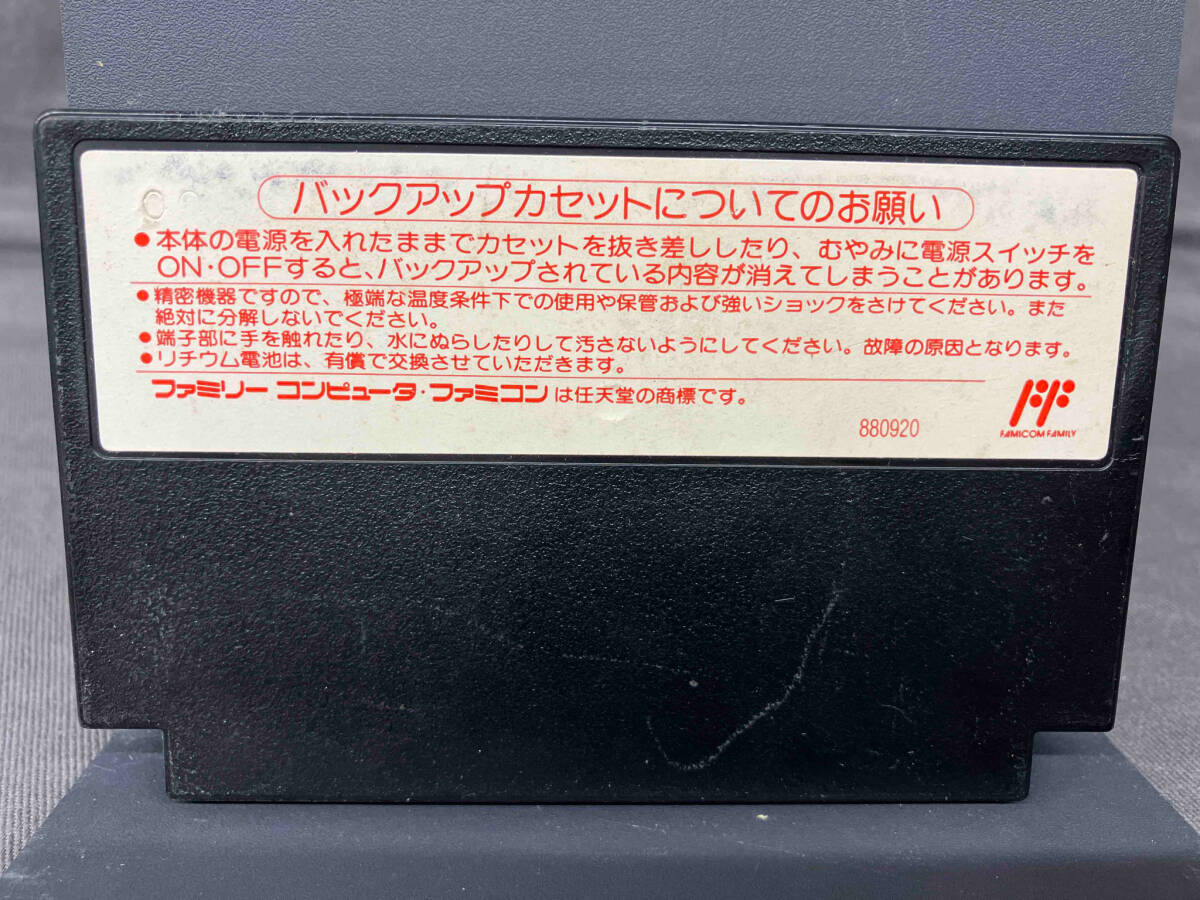 バックアップカセットについてのお願い
●本体の電源を入れたままでカセットを抜き差ししたり、むやみに電源スイッチを
ON・OFFすると、バックアップされている内容が消えてしまうことがあります。
●精密機器ですので、極端な温度条件下での使用や保管および強いショックをさけてください。また
絶対に分解しないでください。
●端子部に手を触れたり、水にぬらしたりして汚さないようにしてください。故障の原因となります。
●リチウム電池は、有償で交換させていただきます。
ファミリー コンピュータ・ファミコン は任天堂の商標です。
880920
FAMICOM FAMILY